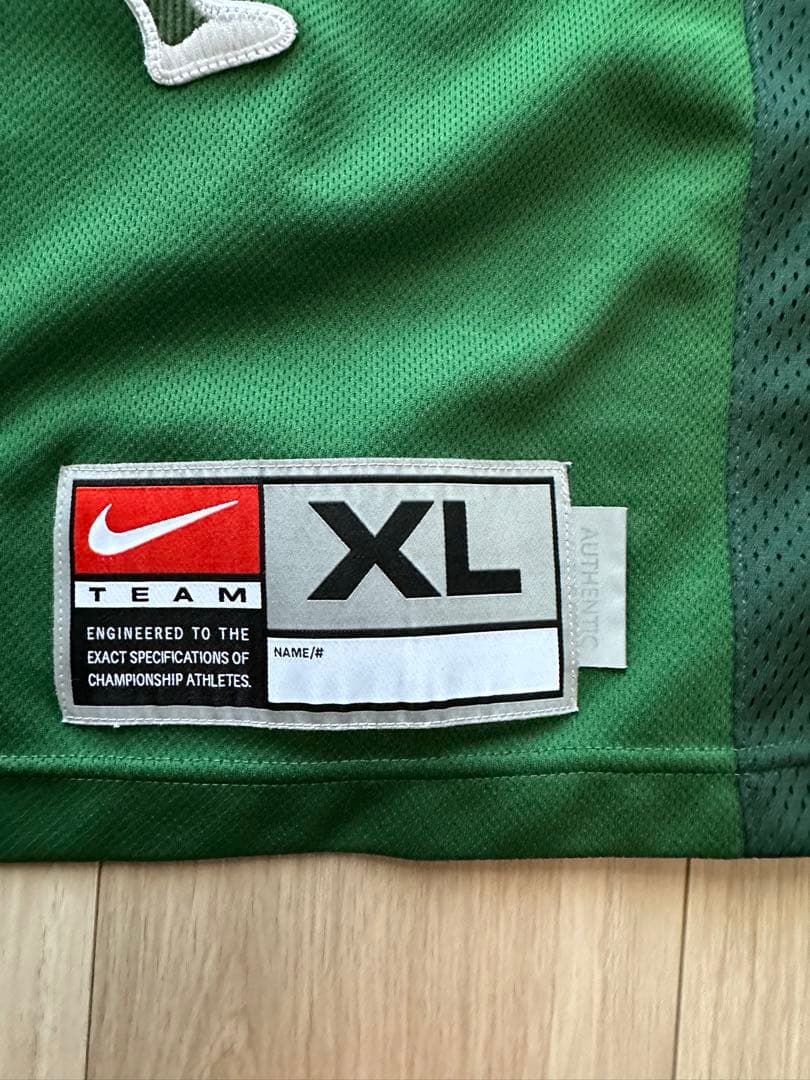 TEAM
ENGINEERED TO THE
EXACT SPECIFICATIONS OF
CHAMPIONSHIP ATHLETES.
XL
NAME/#
AUTHENTIC